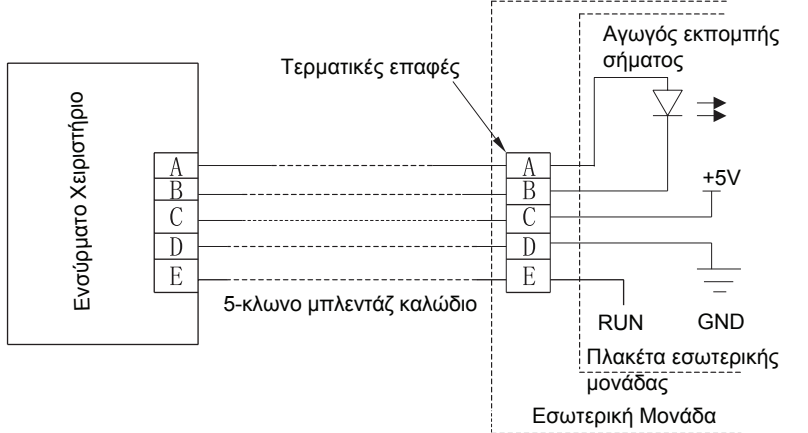 Αγωγός εκπομπής
σήματος
Τερματικές επαφές
Ενσύρματο Χειριστήριο
A
B
C
D
E
A
B
C
D
E
+5V
5-κλωνο μπλεντάζ καλώδιο
RUN
GND
Πλακέτα εσωτερικής
μονάδας
Εσωτερική Μονάδα